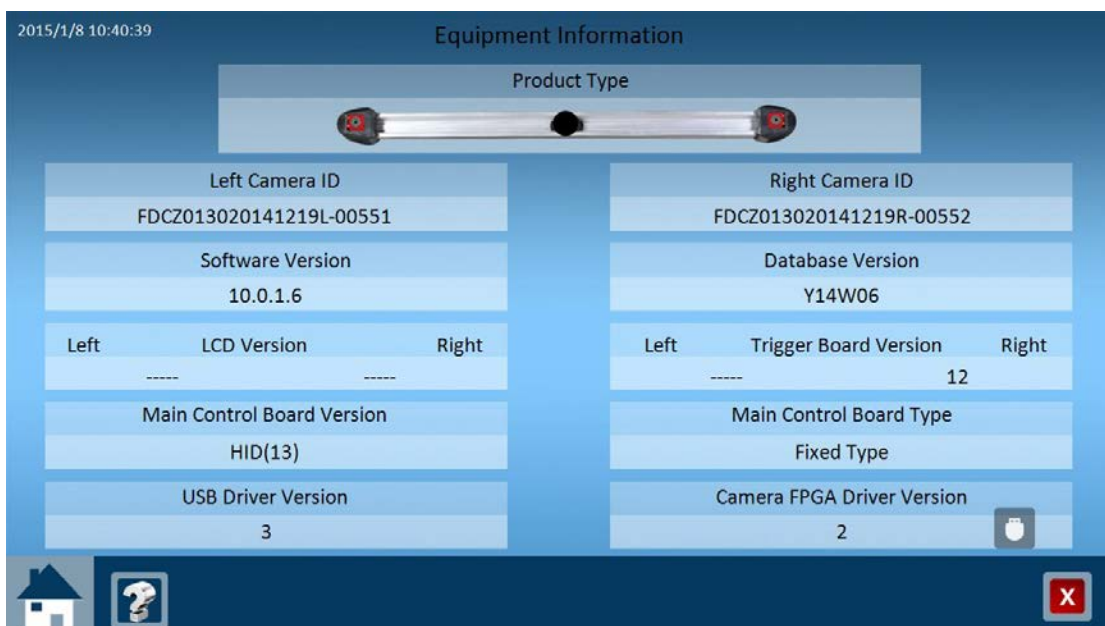 2015/1/8 10:40:39
Equipment Information
Product Type
Left Camera ID
Right Camera ID
FDCZ013020141219L-00551
FDCZ013020141219R-00552
Software Version
Database Version
10.0.1.6
Y14W06
Left LCD Version Right
Left Trigger Board Version Right
----- -----
----- 12
Main Control Board Version
Main Control Board Type
HID(13)
Fixed Type
USB Driver Version
Camera FPGA Driver Version
3
2
?
X